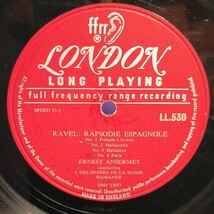 ffrr
LONDON
LONG PLAYING
full frequency range recording
SPEED 33⅓
LL.530
RAVEL: RAPSODIE ESPAGNOLE
No. 1 Prélude à la nuit
No. 2 Malagueña
No. 3 Habanera
No. 4 Feria
ERNEST ANSERMET
conducting
L'ORCHESTRE DE LA SUISSE
ROMANDE
MADE IN ENGLAND